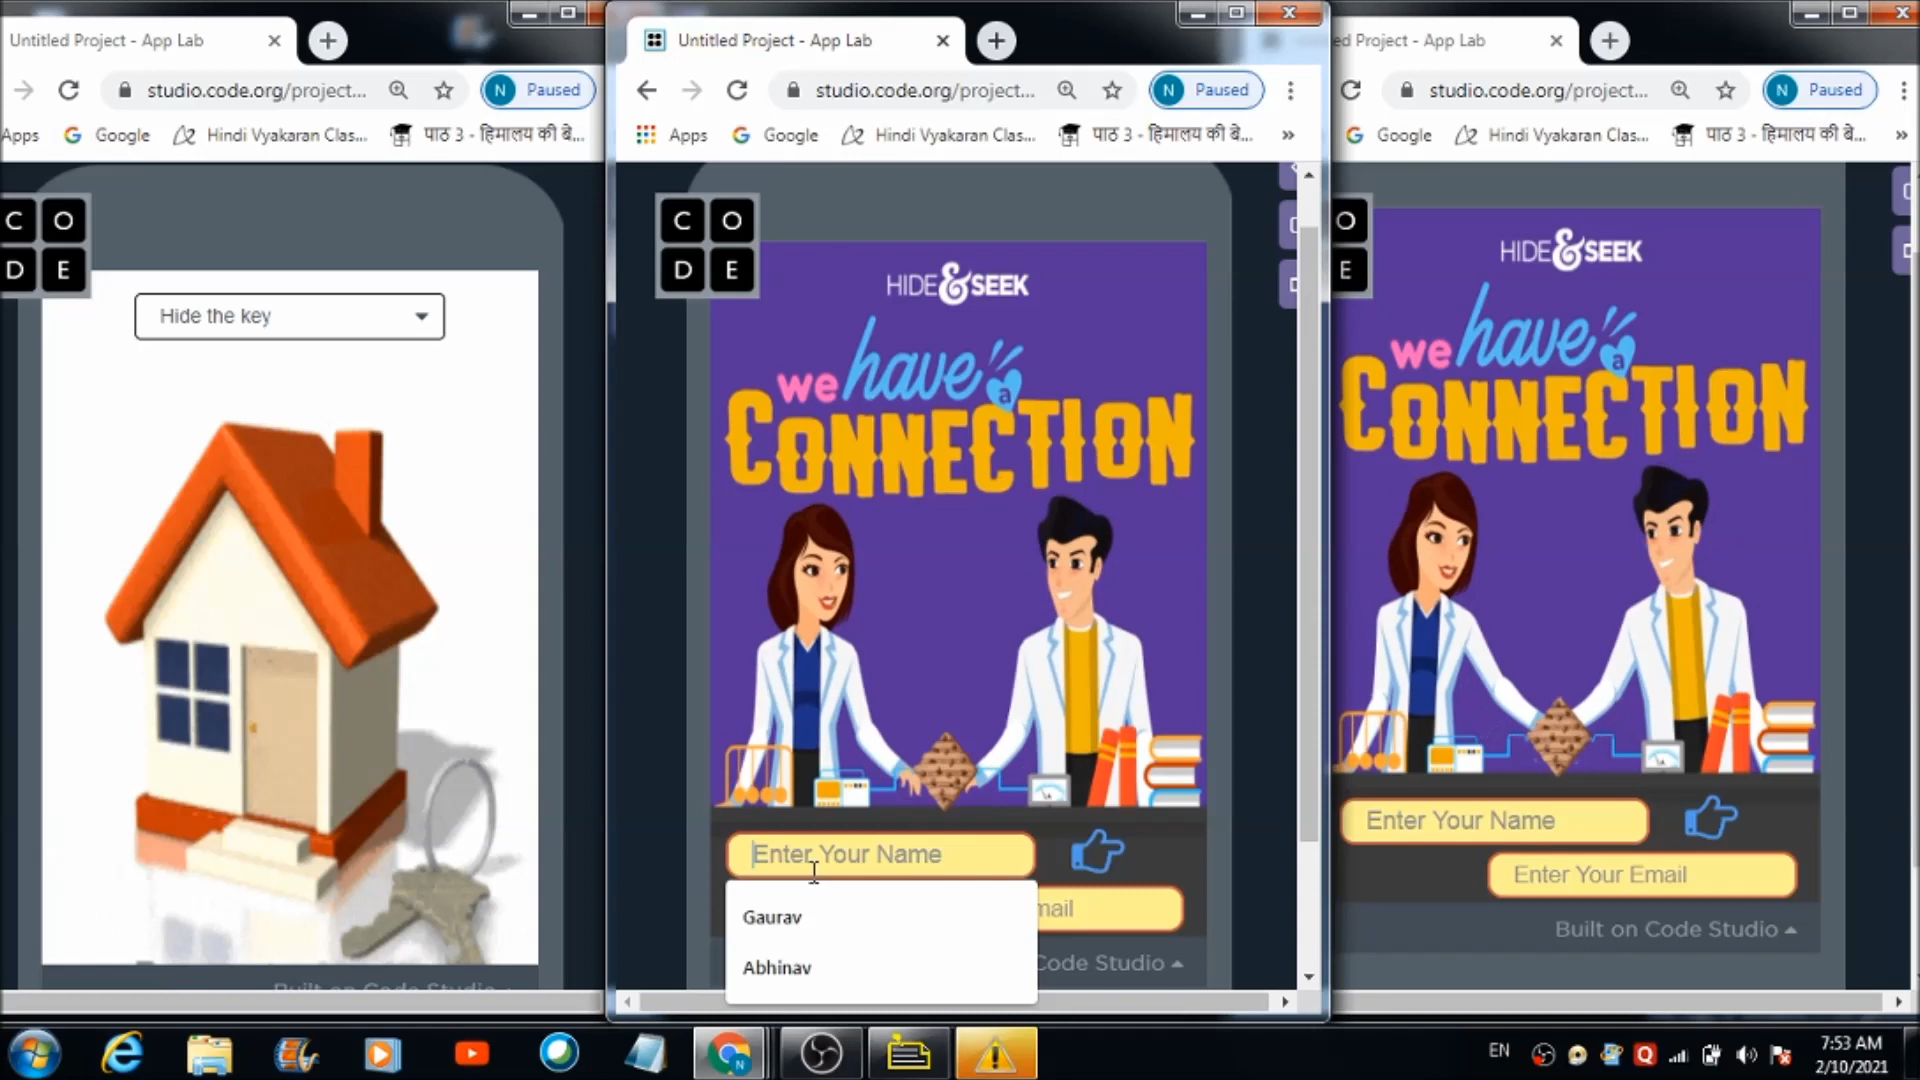 Untitled Project - App Lab
studio.code.org/project...
N Paused
Apps
Google
Hindi Vyakaran Clas...
पाठ 3 - हिमालय की बे...
C O
D E
Hide the key
Untitled Project - App Lab
studio.code.org/project...
N Paused
Apps
Google
Hindi Vyakaran Clas...
पाठ 3 - हिमालय की बे...
»
C O
D E
HIDE & SEEK
we have a
CONNECTION
Enter Your Name
mail
Gaurav
Abhinav
Code Studio
ed Project - App Lab
studio.code.org/project...
N Paused
Google
Hindi Vyakaran Clas...
पाठ 3 - हिमालय की बे...
»
O
E
HIDE & SEEK
we have a
CONNECTION
Enter Your Name
Enter Your Email
Built on Code Studio
EN
7:53 AM
2/10/2021